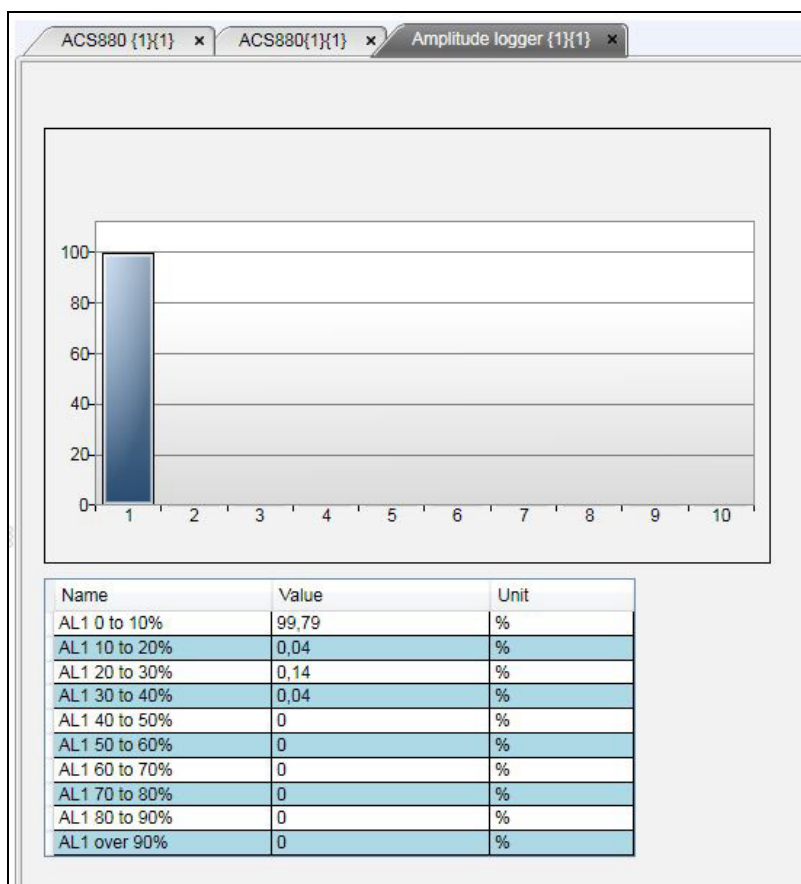 ACS880 {1}{1} x ACS880{1}{1} x Amplitude logger {1}{1} x
100
80
60
40
20
0
1 2 3 4 5 6 7 8 9 10
Name Value Unit
AL1 0 to 10% 99,79 %
AL1 10 to 20% 0,04 %
AL1 20 to 30% 0,14 %
AL1 30 to 40% 0,04 %
AL1 40 to 50% 0 %
AL1 50 to 60% 0 %
AL1 60 to 70% 0 %
AL1 70 to 80% 0 %
AL1 80 to 90% 0 %
AL1 over 90% 0 %